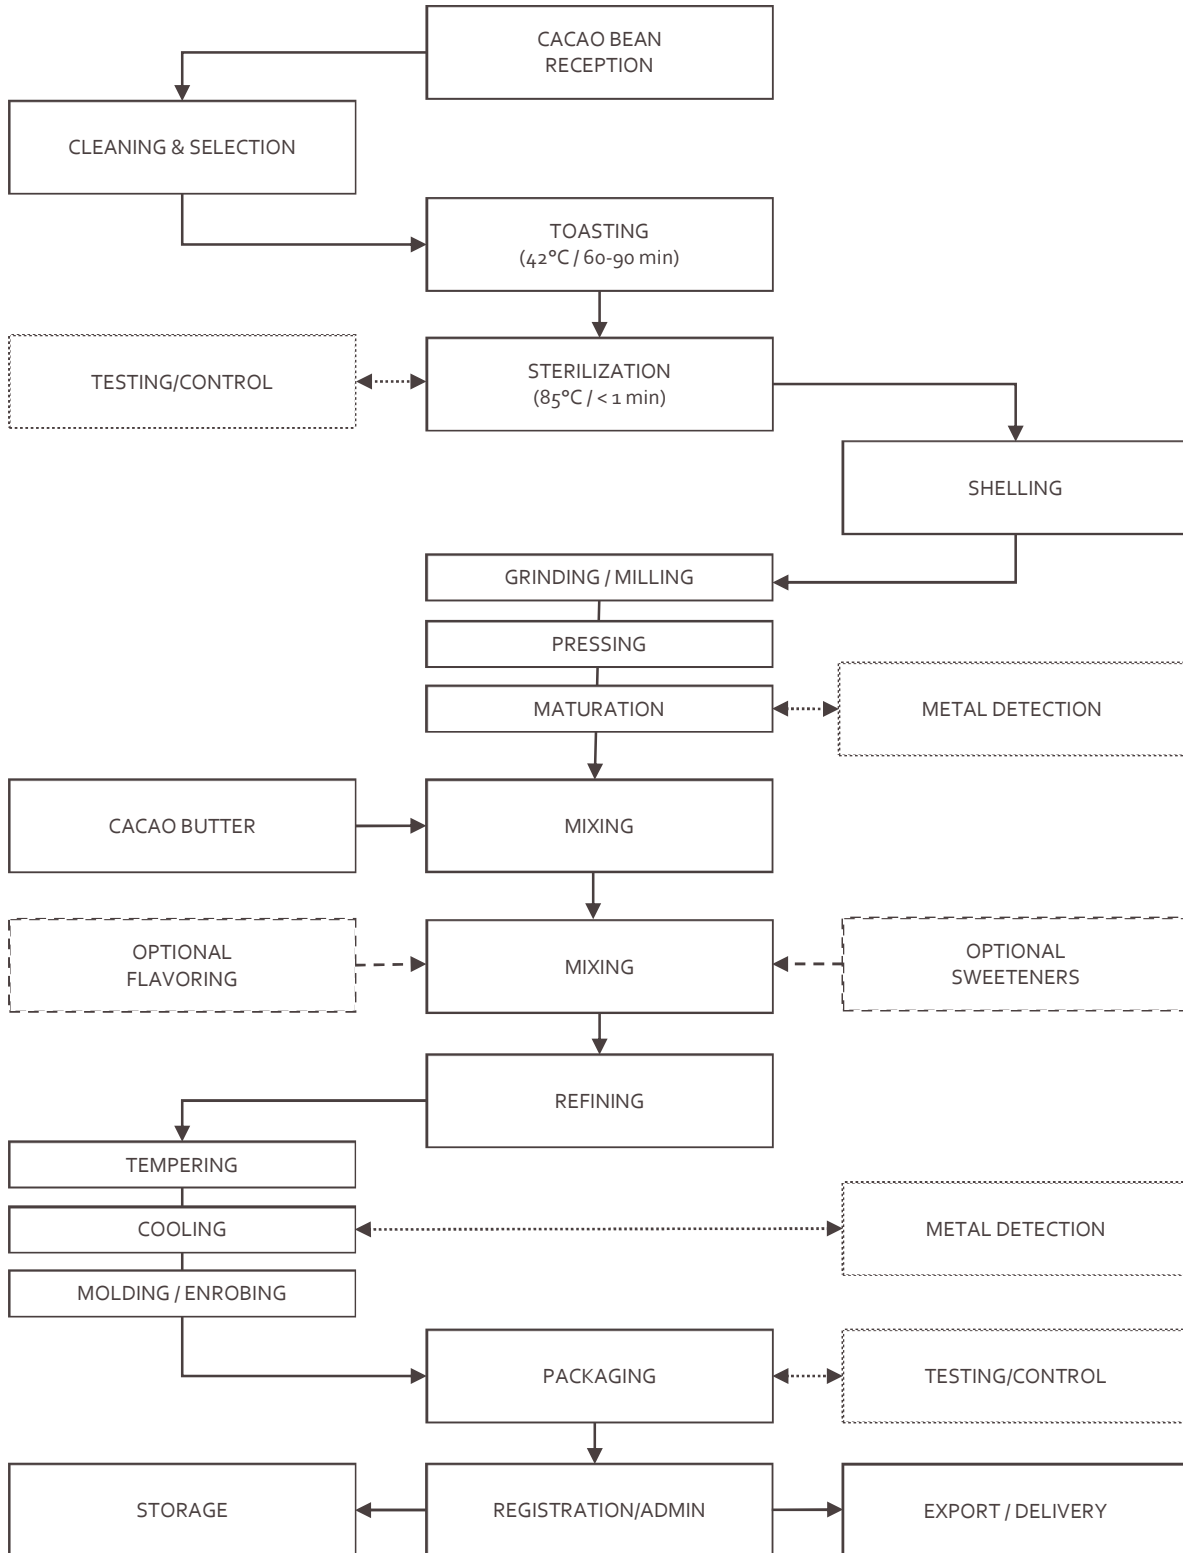 CACAO BEAN
RECEPTION
CLEANING & SELECTION
TOASTING
(42°C / 60-90 min)
TESTING/CONTROL
STERILIZATION
(85°C / < 1 min)
SHELLING
GRINDING / MILLING
PRESSING
MATURATION
METAL DETECTION
CACAO BUTTER
MIXING
OPTIONAL
FLAVORING
MIXING
OPTIONAL
SWEETENERS
REFINING
TEMPERING
COOLING
METAL DETECTION
MOLDING / ENROBING
PACKAGING
TESTING/CONTROL
STORAGE
REGISTRATION/ADMIN
EXPORT / DELIVERY